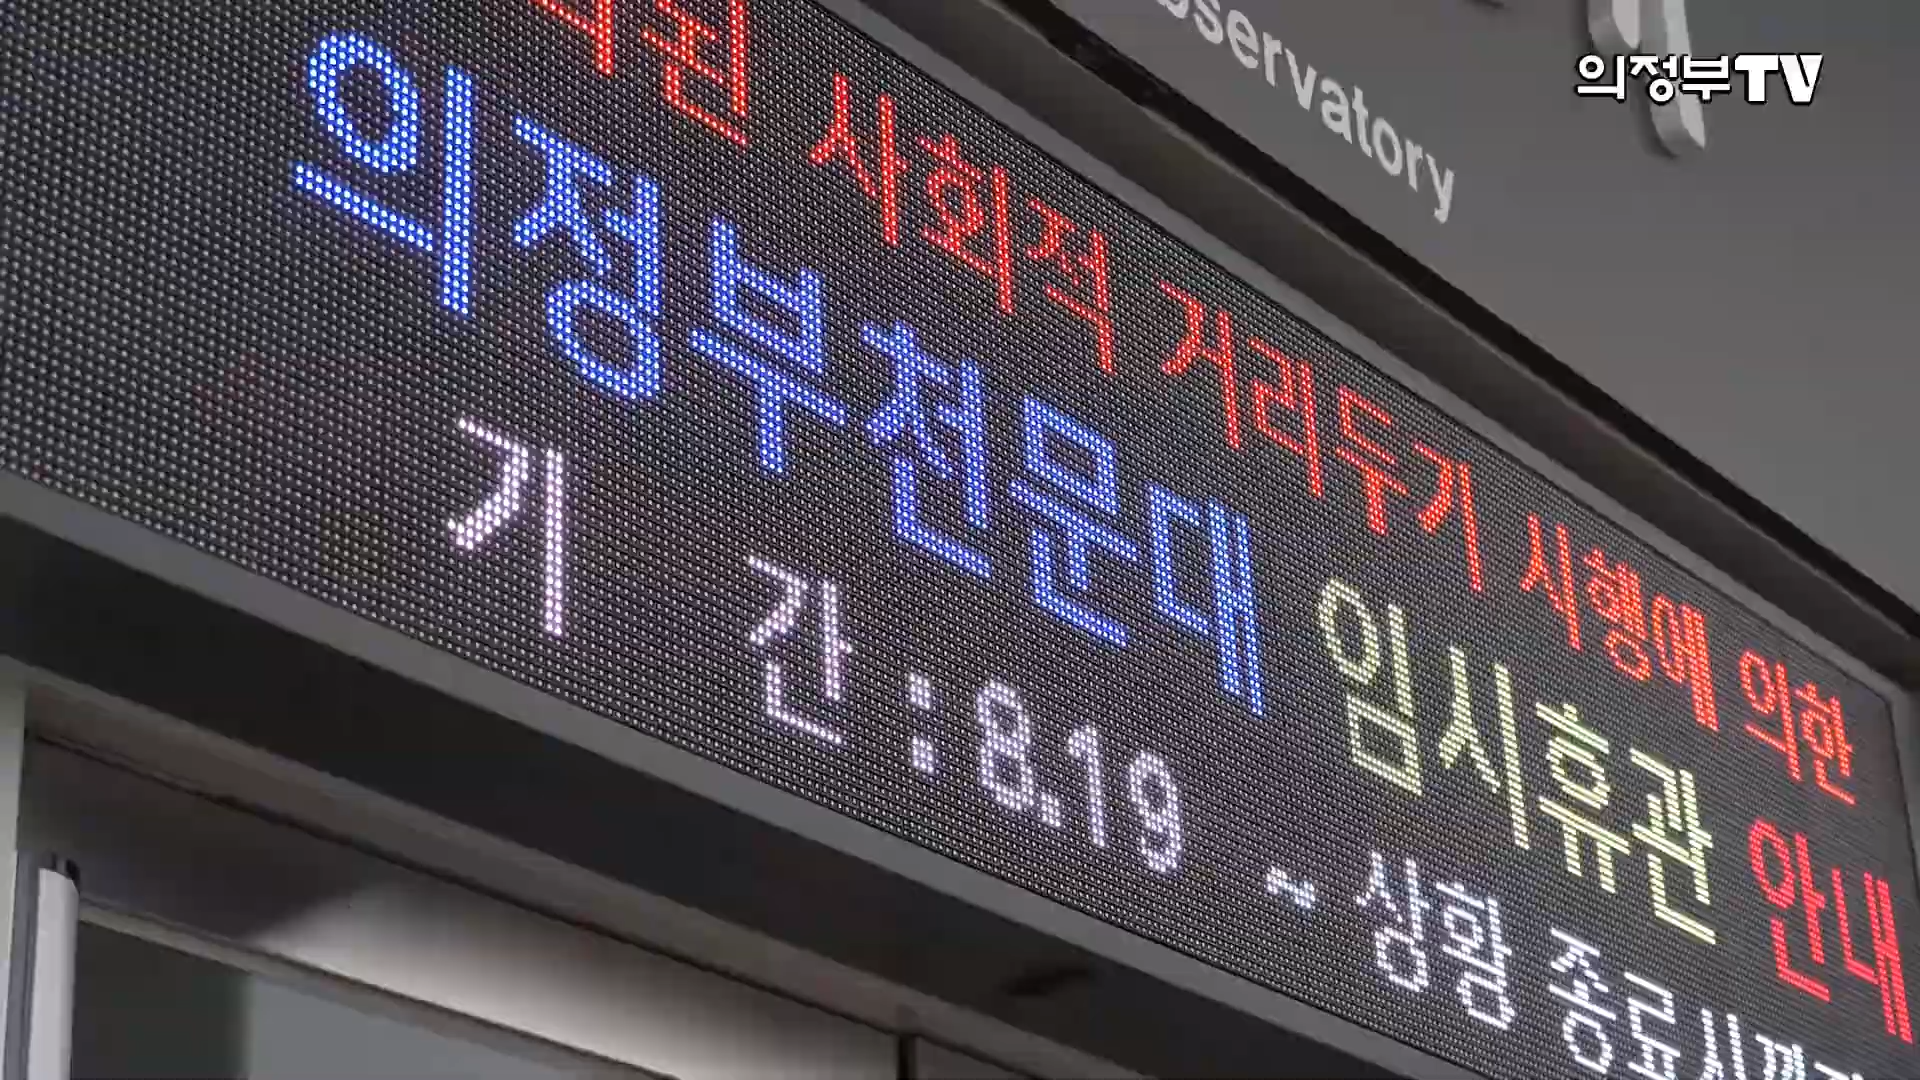 의정부TV
사회적 거리두기 시행에 의한
의정부천문대 임시휴관 안내
기 간 : 8.19 ~ 상황 종료시